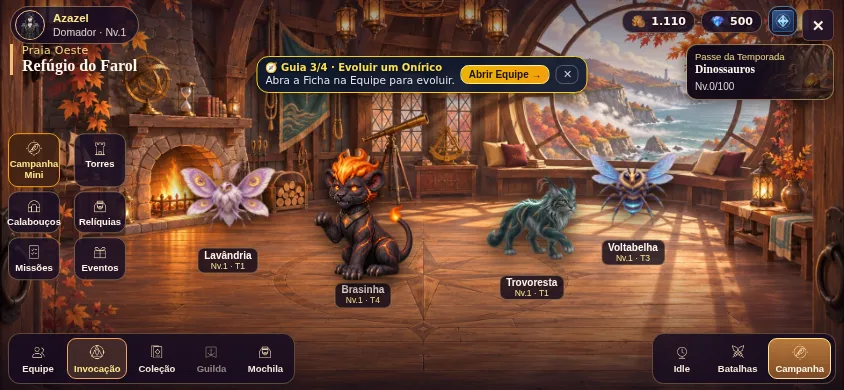 Azazel
Domador · Nv.1
1.110
500
×
Praia Oeste
Refúgio do Farol
🧭 Guia 3/4 · Evoluir um Onírico
Abra a Ficha na Equipe para evoluir.
Abrir Equipe →
×
Passe da Temporada
Dinossauros
Nv.0/100
Campanha
Mini
Torres
Calabouços
Relíquias
Missões
Eventos
Lavândria
Nv.1 · T1
Brasinha
Nv.1 · T4
Trovoresta
Nv.1 · T1
Voltabelha
Nv.1 · T3
Equipe
Invocação
Coleção
Guilda
Mochila
Idle
Batalhas
Campanha